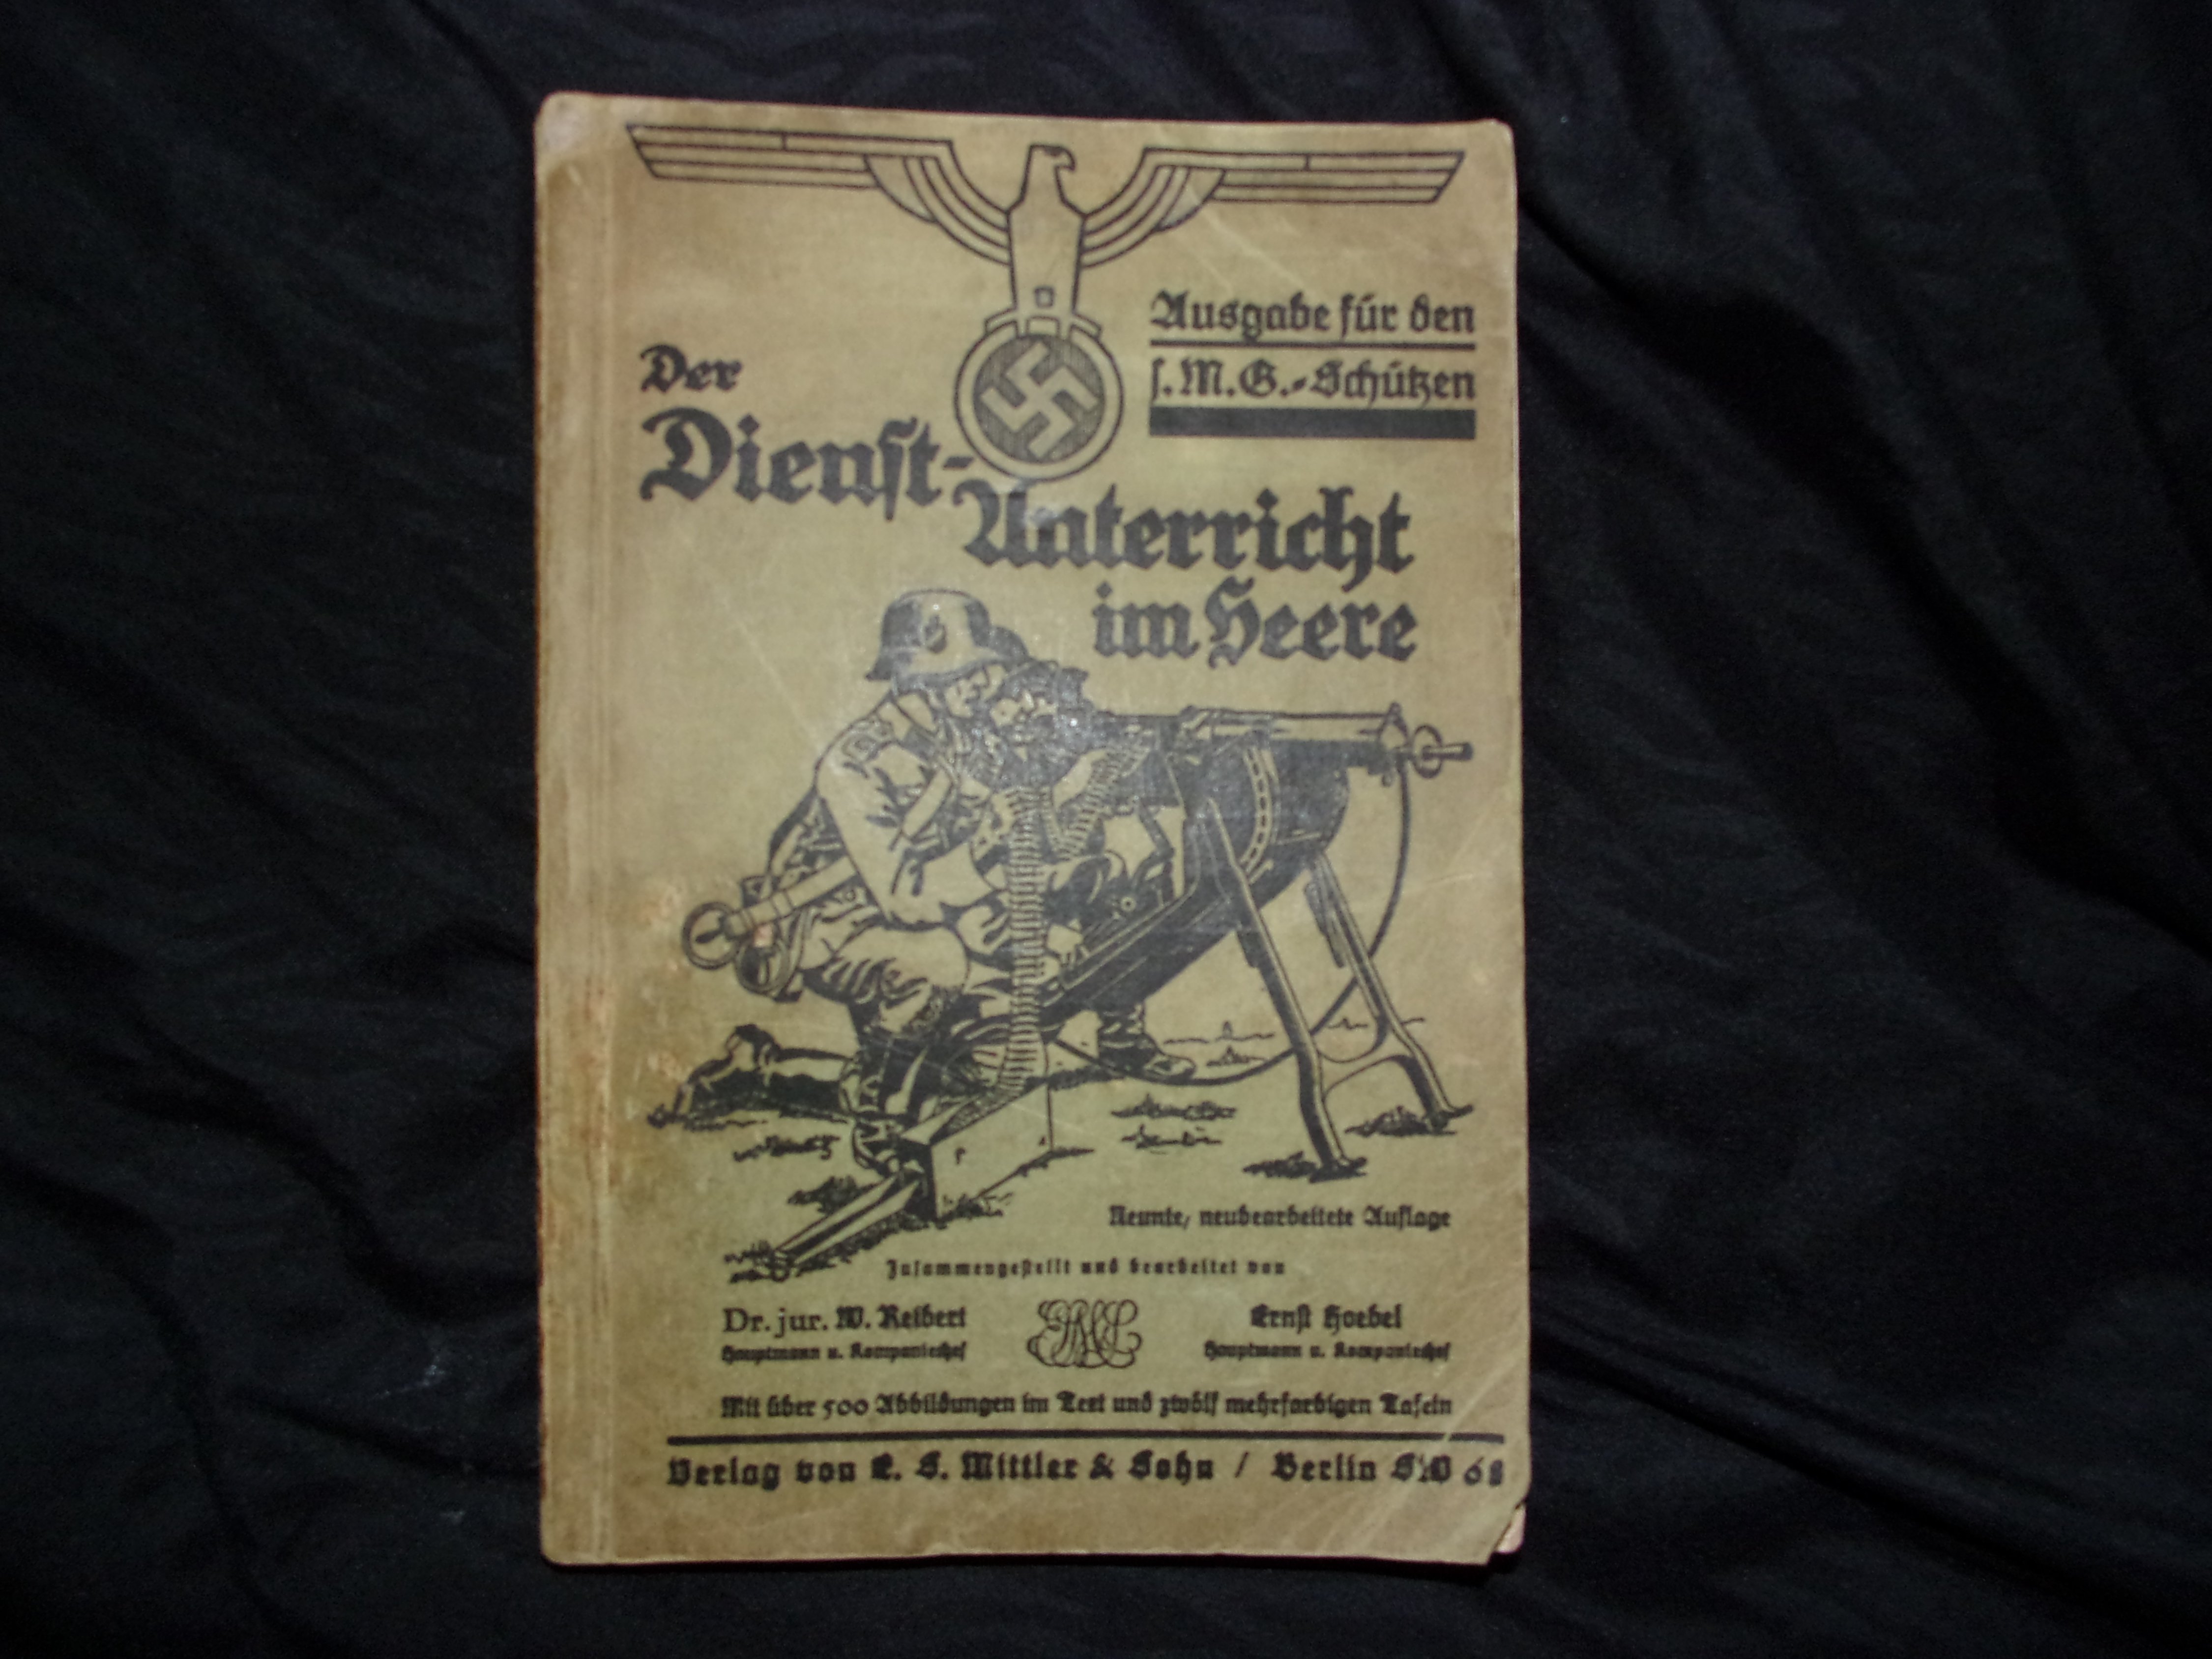 Ausgabe für den
s.M.G.-Schützen
Der
Dienst-
Unterricht
im Heere
Neunte, neubearbeitete Auflage
Zusammengestellt und bearbeitet von
Dr. jur. W. Reibert
Hauptmann u. Kompaniechef
Ernst Hoebel
Hauptmann u. Kompaniechef
Mit über 500 Abbildungen im Text und zwölf mehrfarbigen Tafeln
Verlag von E. S. Mittler & Sohn / Berlin SW 68